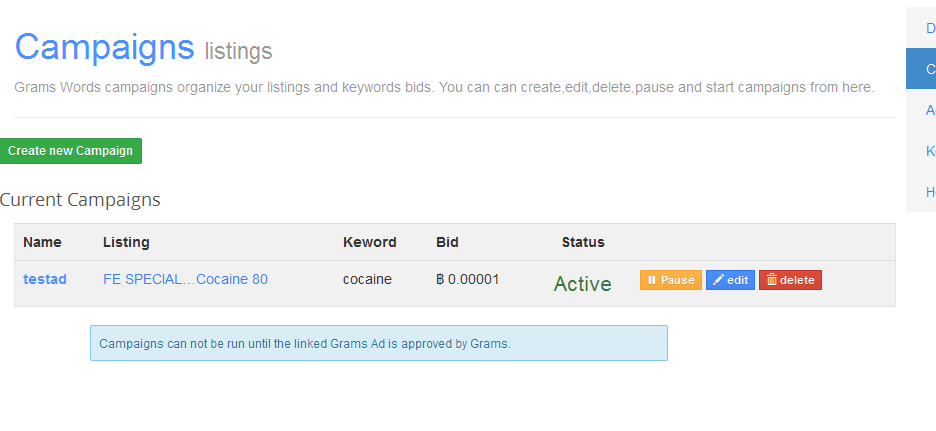 Campaigns listings
Grams Words campaigns organize your listings and keywords bids. You can can create,edit,delete,pause and start campaigns from here.
Create new Campaign
Current Campaigns
Name Listing Keword Bid Status
testad FE SPECIAL…Cocaine 80 cocaine ฿ 0.00001 Active Pause edit delete
Campaigns can not be run until the linked Grams Ad is approved by Grams.